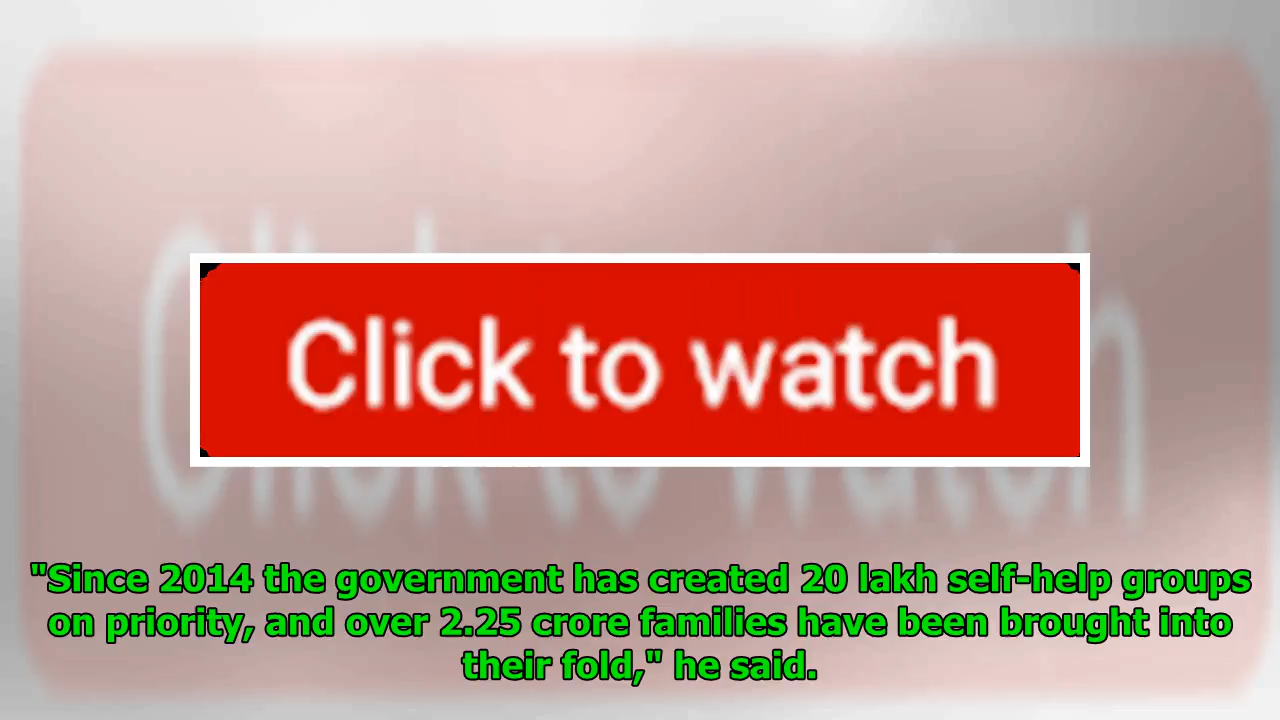 Click to watch
"Since 2014 the government has created 20 lakh self-help groups
on priority, and over 2.25 crore families have been brought into
their fold," he said.